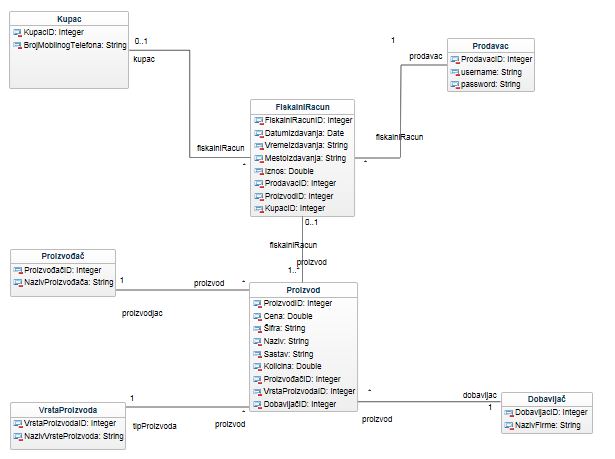 Kupac
KupacID: Integer
BrojMobilnogTelefona: String
0..1
kupac
1
prodavac
Prodavac
ProdavacID: Integer
username: String
password: String
FiskalniRacun
FiskalniRacunID: Integer
DatumIzdavanja: Date
VremeIzdavanja: String
MestoIzdavanja: String
Iznos: Double
ProdavacID: Integer
ProizvodID: Integer
KupacID: Integer
fiskalniRacun
*
fiskalniRacun
*
0..1
fiskalniRacun
1..*
proizvod
Proizvođač
ProizvođačID: Integer
NazivProizvođača: String
1
proizvodjac
proizvod
*
Proizvod
ProizvodID: Integer
Cena: Double
Šifra: String
Naziv: String
Sastav: String
Kolicina: Double
ProizvođačID: Integer
VrstaProizvodaID: Integer
DobavljačID: Integer
VrstaProizvoda
VrstaProizvodaID: Integer
NazivVrsteProizvoda: String
1
tipProizvoda
*
proizvod
*
proizvod
dobavljac
1
Dobavljač
DobavljacID: Integer
NazivFirme: String